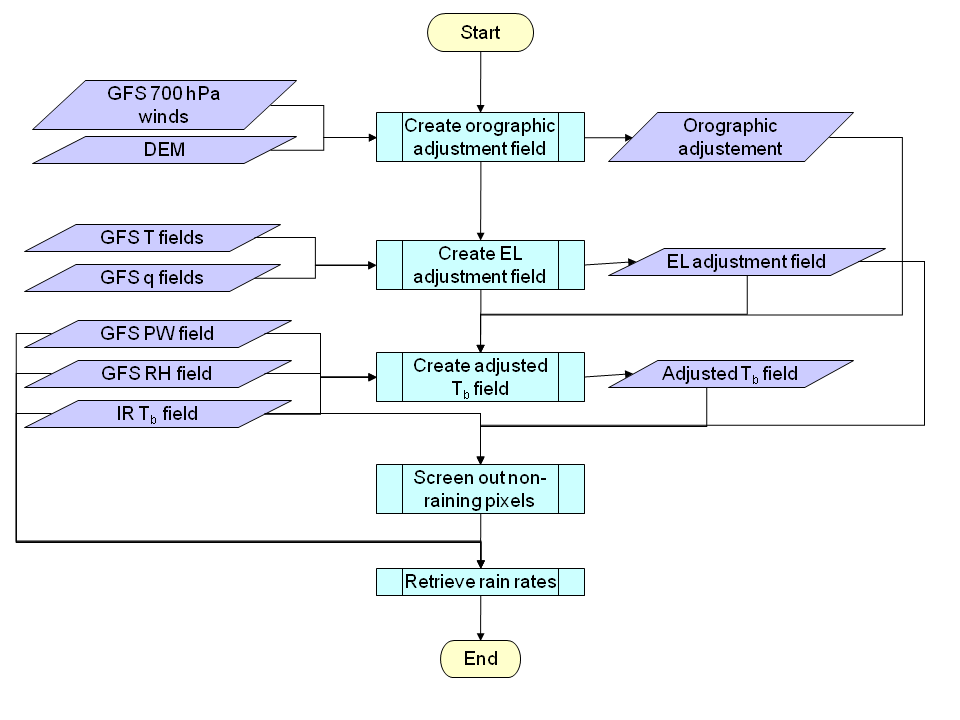 Start
GFS 700 hPa
winds
DEM
Create orographic
adjustment field
Orographic
adjustement
GFS T fields
GFS q fields
Create EL
adjustment field
EL adjustment field
GFS PW field
GFS RH field
IR Tb field
Create adjusted
Tb field
Adjusted Tb field
Screen out non-
raining pixels
Retrieve rain rates
End